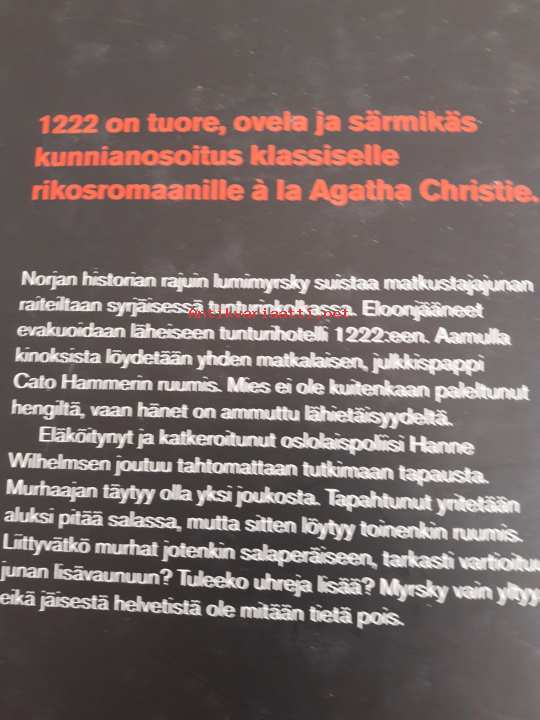 1222 on tuore, ovela ja särmikäs
kunnianosoitus klassiselle
rikosromaanille à la Agatha Christie.
Norjan historian rajuin lumimyrsky suistaa matkustajajunan
raiteiltaan syrjäisessä tunturinkolkassa. Eloonjääneet
antikvariaatti.net
evakuoidaan läheiseen tunturihotelli 1222:een. Aamulla
kinoksista löydetään yhden matkalaisen, julkkispappi
Cato Hammerin ruumis. Mies ei ole kuitenkaan paleltunut
hengiltä, vaan hänet on ammuttu lähietäisyydeltä.
Eläköitynyt ja katkeroitunut oslolaispoliisi Hanne
Wilhelmsen joutuu tahtomattaan tutkimaan tapausta.
Murhaajan täytyy olla yksi joukosta. Tapahtunut yritetään
aluksi pitää salassa, mutta sitten löytyy toinenkin ruumis.
Liittyvätkö murhat jotenkin salaperäiseen, tarkasti vartioituu
junan lisävaunuun? Tuleeko uhreja lisää? Myrsky vain yltyy
eikä jäisestä helvetistä ole mitään tietä pois.